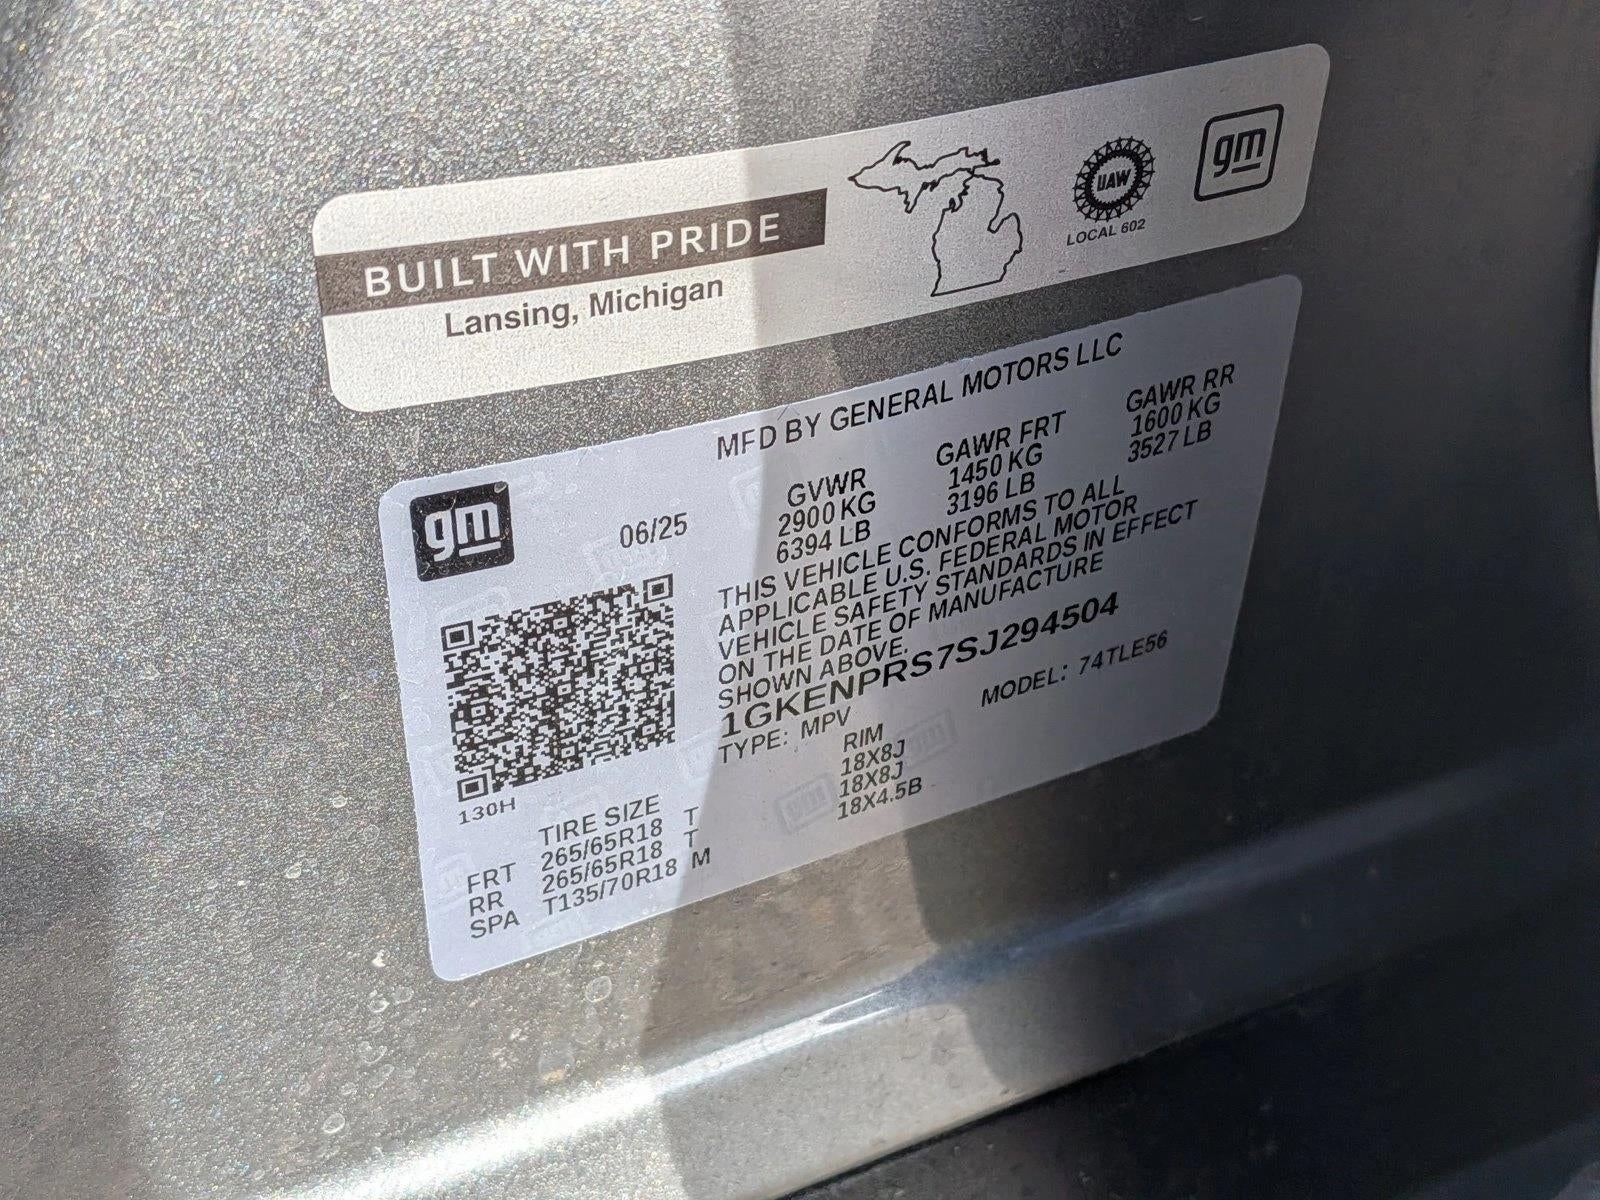 BUILT WITH PRIDE
Lansing, Michigan
UAW
LOCAL 602
gm
MFD BY GENERAL MOTORS LLC
gm
06/25
GVWR GAWR FRT GAWR RR
2900 KG 1450 KG 1600 KG
6394 LB 3196 LB 3527 LB
THIS VEHICLE CONFORMS TO ALL
APPLICABLE U.S. FEDERAL MOTOR
VEHICLE SAFETY STANDARDS IN EFFECT
ON THE DATE OF MANUFACTURE
SHOWN ABOVE.
1GKENPRS7SJ294504
TYPE: MPV MODEL: 74TLE56
130H
TIRE SIZE RIM
FRT 265/65R18 T 18X8J
RR 265/65R18 T 18X8J
SPA T135/70R18 M 18X4.5B